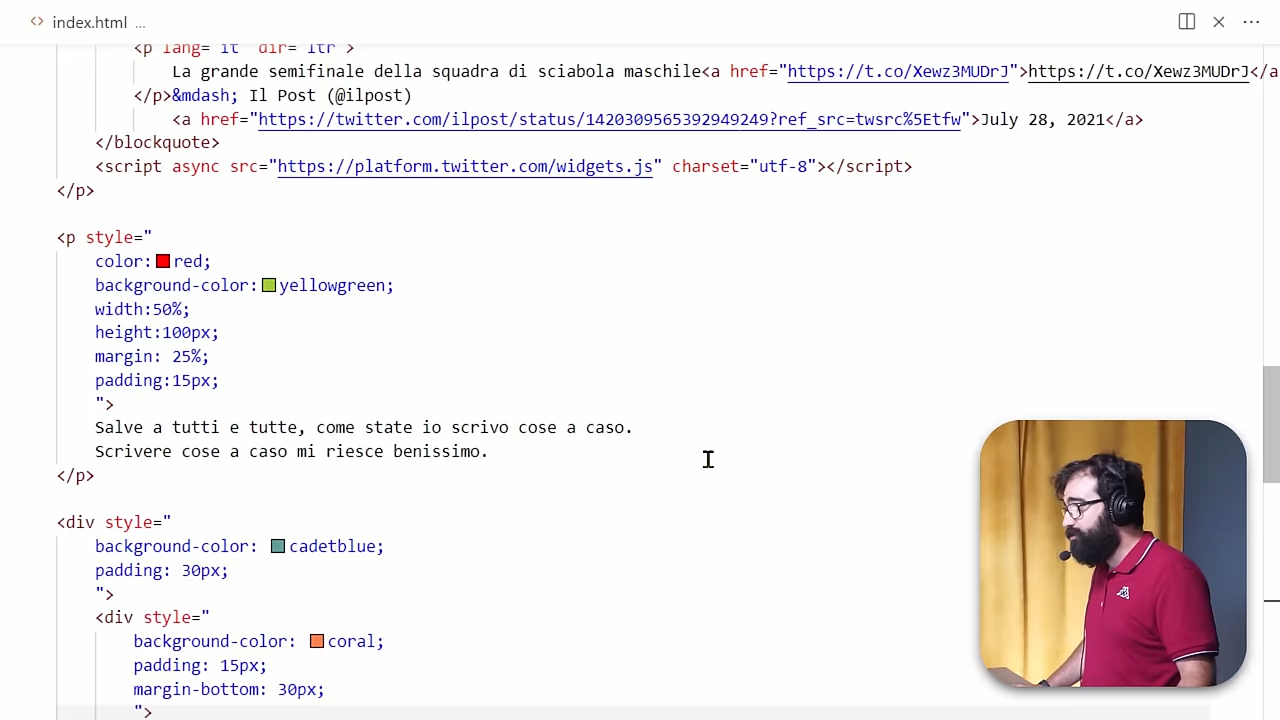 index.html ...
<p lang="it" dir="ltr">
La grande semifinale della squadra di sciabola maschile<a href="https://t.co/Xewz3MUDrJ">https://t.co/Xewz3MUDrJ</a
</p>&mdash; Il Post (@ilpost)
<a href="https://twitter.com/ilpost/status/1420309565392949249?ref_src=twsrc%5Etfw">July 28, 2021</a>
</blockquote>
<script async src="https://platform.twitter.com/widgets.js" charset="utf-8"></script>
</p>
<p style="
color: red;
background-color: yellowgreen;
width:50%;
height:100px;
margin: 25%;
padding:15px;
">
Salve a tutti e tutte, come state io scrivo cose a caso.
Scrivere cose a caso mi riesce benissimo.
</p>
<div style="
background-color: cadetblue;
padding: 30px;
">
<div style="
background-color: coral;
padding: 15px;
margin-bottom: 30px;
">